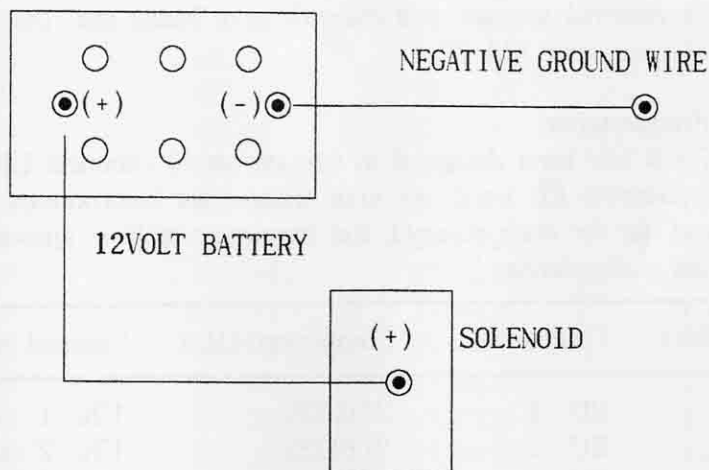 NEGATIVE GROUND WIRE
(+) (-)
12VOLT BATTERY
(+) SOLENOID